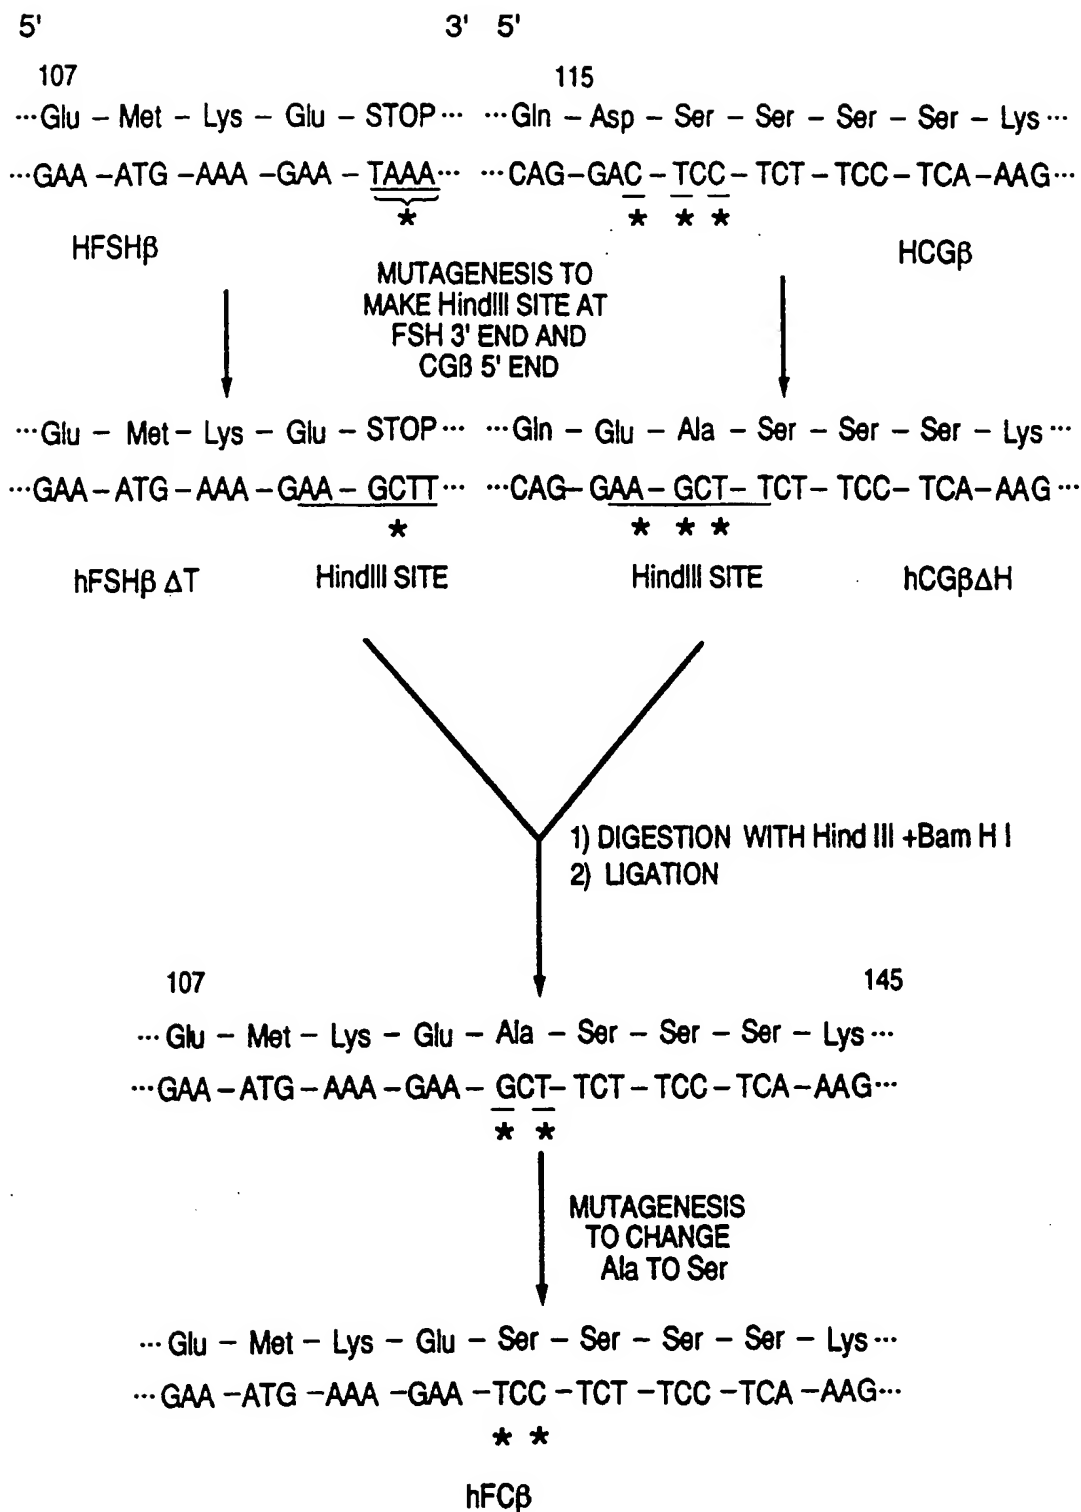 5' 3' 5'
107 115
···Glu – Met – Lys – Glu – STOP··· ···Gln – Asp – Ser – Ser – Ser – Ser – Lys···
···GAA –ATG –AAA –GAA – TAAA··· ···CAG–GAC – TCC – TCT – TCC – TCA – AAG···
* * * *
HFSHβ HCGβ
MUTAGENESIS TO
MAKE HindIII SITE AT
FSH 3' END AND
CGβ 5' END
···Glu – Met – Lys – Glu – STOP··· ···Gln – Glu – Ala – Ser – Ser – Ser – Lys···
···GAA – ATG – AAA – GAA – GCTT··· ···CAG– GAA – GCT – TCT – TCC – TCA – AAG···
* * * *
hFSHβ ΔT HindIII SITE HindIII SITE hCGβΔH
1) DIGESTION WITH Hind III +Bam H I
2) LIGATION
107 145
···Glu – Met – Lys – Glu – Ala – Ser – Ser – Ser – Lys···
···GAA – ATG – AAA – GAA – GCT– TCT – TCC – TCA – AAG···
* *
MUTAGENESIS
TO CHANGE
Ala TO Ser
···Glu – Met – Lys – Glu – Ser – Ser – Ser – Ser – Lys···
···GAA –ATG –AAA –GAA – TCC – TCT – TCC – TCA – AAG···
* *
hFCβ